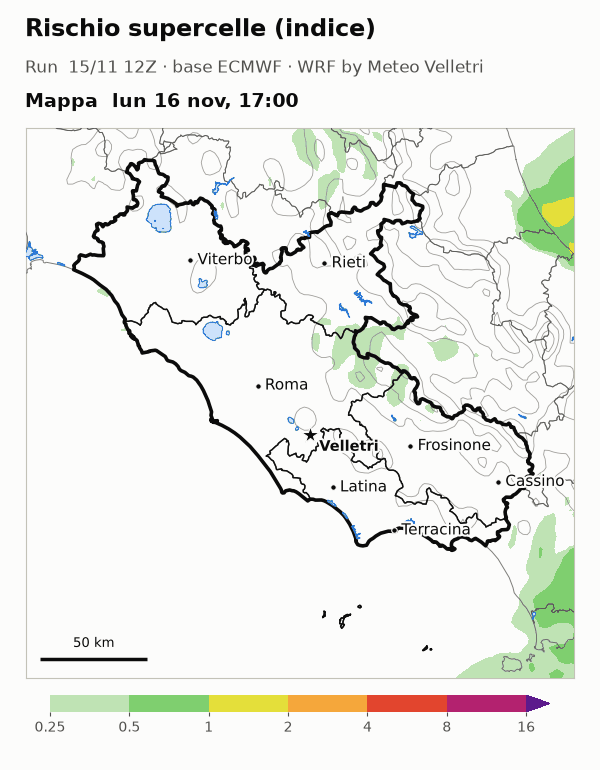 Rischio supercelle (indice)
Run  15/11 12Z · base ECMWF · WRF by Meteo Velletri
Mappa  lun 16 nov, 17:00
Viterbo
Rieti
Roma
Velletri
Frosinone
Latina
Cassino
Terracina
50 km
0.25 0.5 1 2 4 8 16